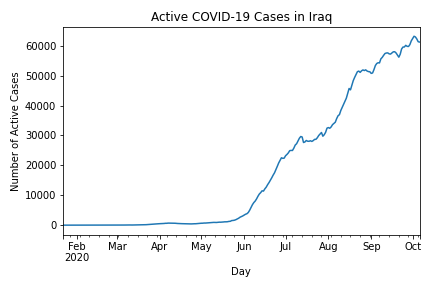 Active COVID-19 Cases in Iraq
Number of Active Cases
60000
50000
40000
30000
20000
10000
0
Feb Mar Apr May Jun Jul Aug Sep Oct
2020
Day